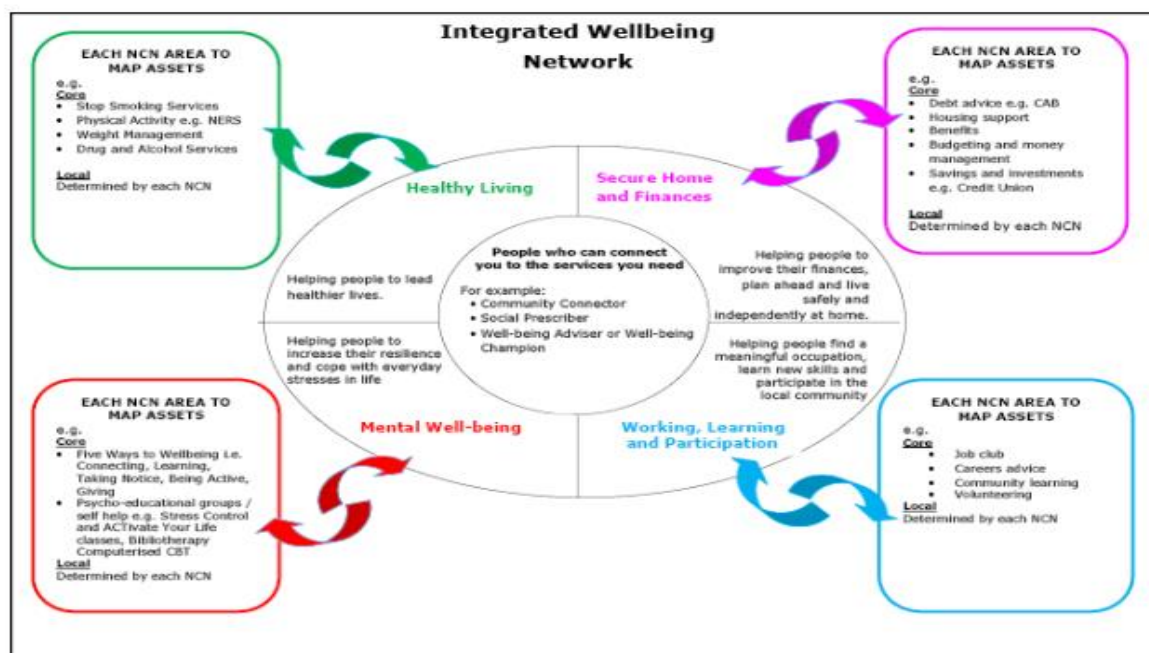 Integrated Wellbeing
Network
EACH NCN AREA TO
MAP ASSETS
e.g.
Core
• Stop Smoking Services
• Physical Activity e.g. NERS
• Weight Management
• Drug and Alcohol Services
Local
Determined by each NCN
EACH NCN AREA TO
MAP ASSETS
e.g.
Core
• Debt advice e.g. CAB
• Housing support
• Benefits
• Budgeting and money
management
• Savings and investments
e.g. Credit Union
Local
Determined by each NCN
Healthy Living
Secure Home
and Finances
Helping people to lead
healthier lives.
People who can connect
you to the services you need
For example:
• Community Connector
• Social Prescriber
• Well-being Adviser or Well-being
Champion
Helping people to
improve their finances,
plan ahead and live
safely and
independently at home.
Helping people to
increase their resilience
and cope with everyday
stresses in life
Helping people find a
meaningful occupation,
learn new skills and
participate in the
local community
Mental Well-being
Working, Learning
and Participation
EACH NCN AREA TO
MAP ASSETS
e.g.
Core
• Five Ways to Wellbeing i.e.
Connecting, Learning,
Taking Notice, Being Active,
Giving
• Psycho-educational groups /
self help e.g. Stress Control
and ACTivate Your Life
classes, Bibliotherapy
Computerised CBT
Local
Determined by each NCN
EACH NCN AREA TO
MAP ASSETS
e.g.
Core
• Job club
• Careers advice
• Community learning
• Volunteering
Local
Determined by each NCN